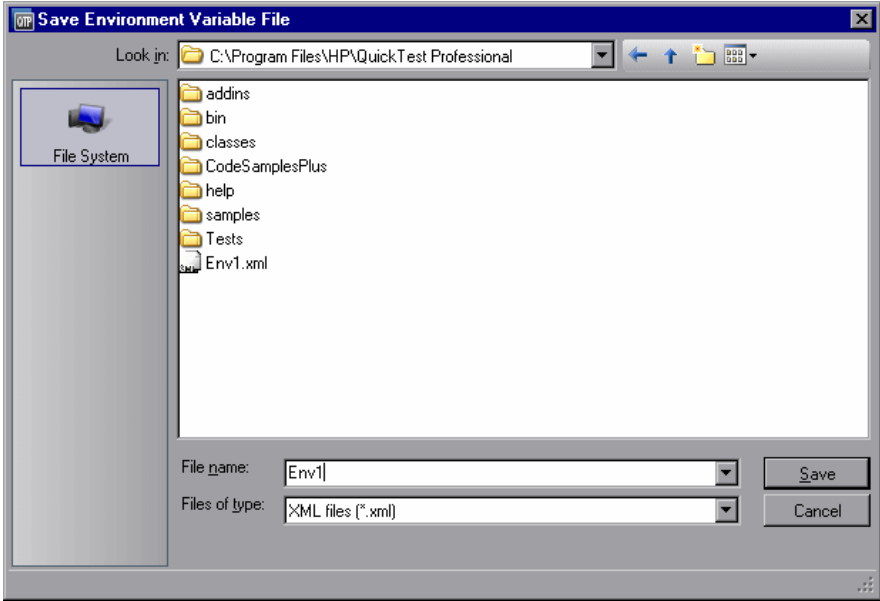 QTP Save Environment Variable File
Look in: C:\Program Files\HP\QuickTest Professional
File System
addins
bin
classes
CodeSamplesPlus
help
samples
Tests
Env1.xml
File name: Env1 Save
Files of type: XML files (*.xml) Cancel